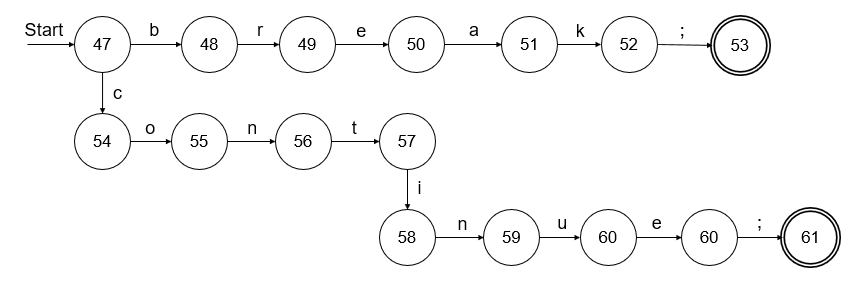 Start 47 b 48 r 49 e 50 a 51 k 52 ; 53
c
54 o 55 n 56 t 57
i
58 n 59 u 60 e 60 ; 61